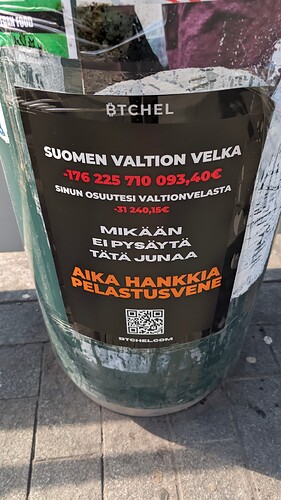 BTCHEL
SUOMEN VALTION VELKA
-176 225 710 093,40€
SINUN OSUUTESI VALTIONVELASTA
-31 240,15€
MIKÄÄN
EI PYSÄYTÄ
TÄTÄ JUNAA
AIKA HANKKIA
PELASTUSVENE
BTCHEL.COM